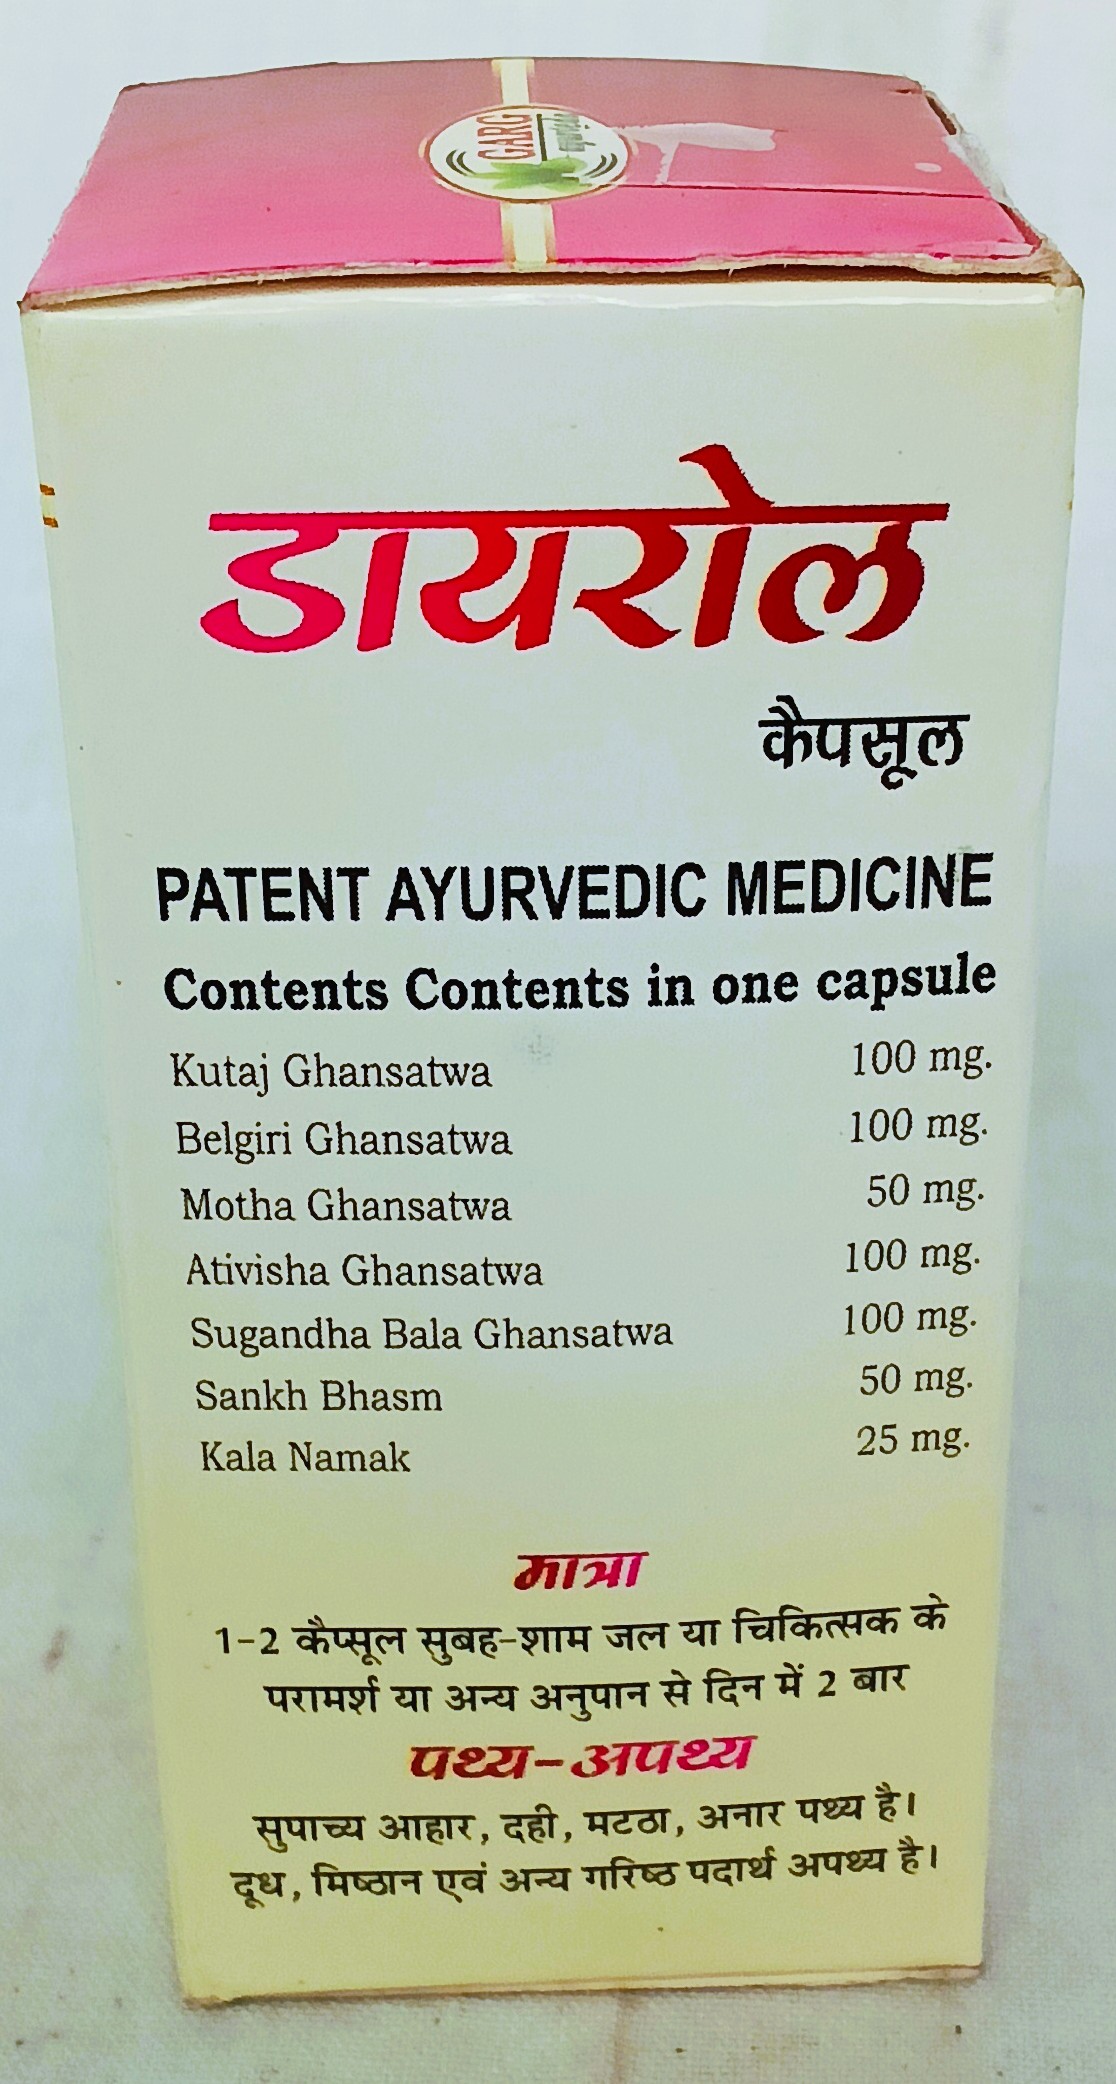 GARG
ayurveda
डायरोल
कैपसूल
PATENT AYURVEDIC MEDICINE
Contents Contents in one capsule
Kutaj Ghansatwa 100 mg.
Belgiri Ghansatwa 100 mg.
Motha Ghansatwa 50 mg.
Ativisha Ghansatwa 100 mg.
Sugandha Bala Ghansatwa 100 mg.
Sankh Bhasm 50 mg.
Kala Namak 25 mg.
मात्रा
1-2 कैप्सूल सुबह-शाम जल या चिकित्सक के
परामर्श या अन्य अनुपान से दिन में 2 बार
पथ्य-अपथ्य
सुपाच्य आहार, दही, मटठा, अनार पथ्य है।
दूध, मिष्ठान एवं अन्य गरिष्ठ पदार्थ अपथ्य है।